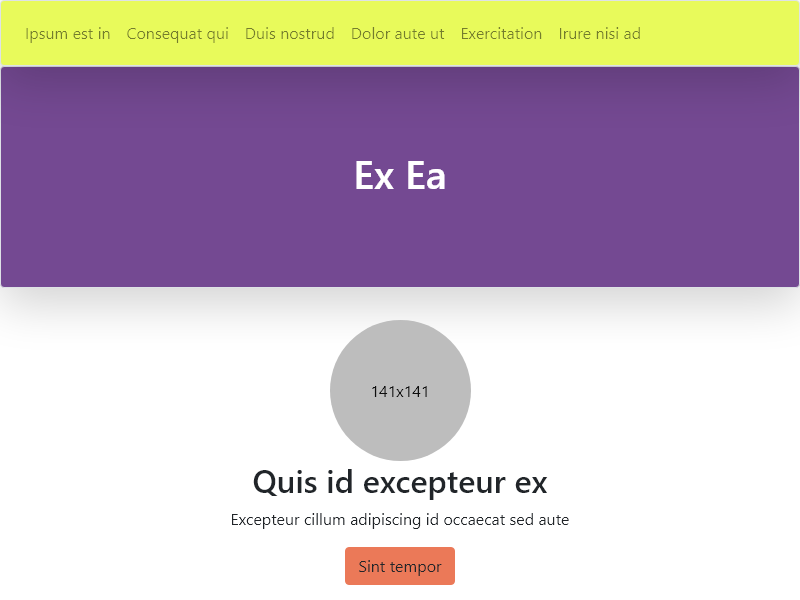 Ipsum est in Consequat qui Duis nostrud Dolor aute ut Exercitation Irure nisi ad
Ex Ea
141x141
Quis id excepteur ex
Excepteur cillum adipiscing id occaecat sed aute
Sint tempor